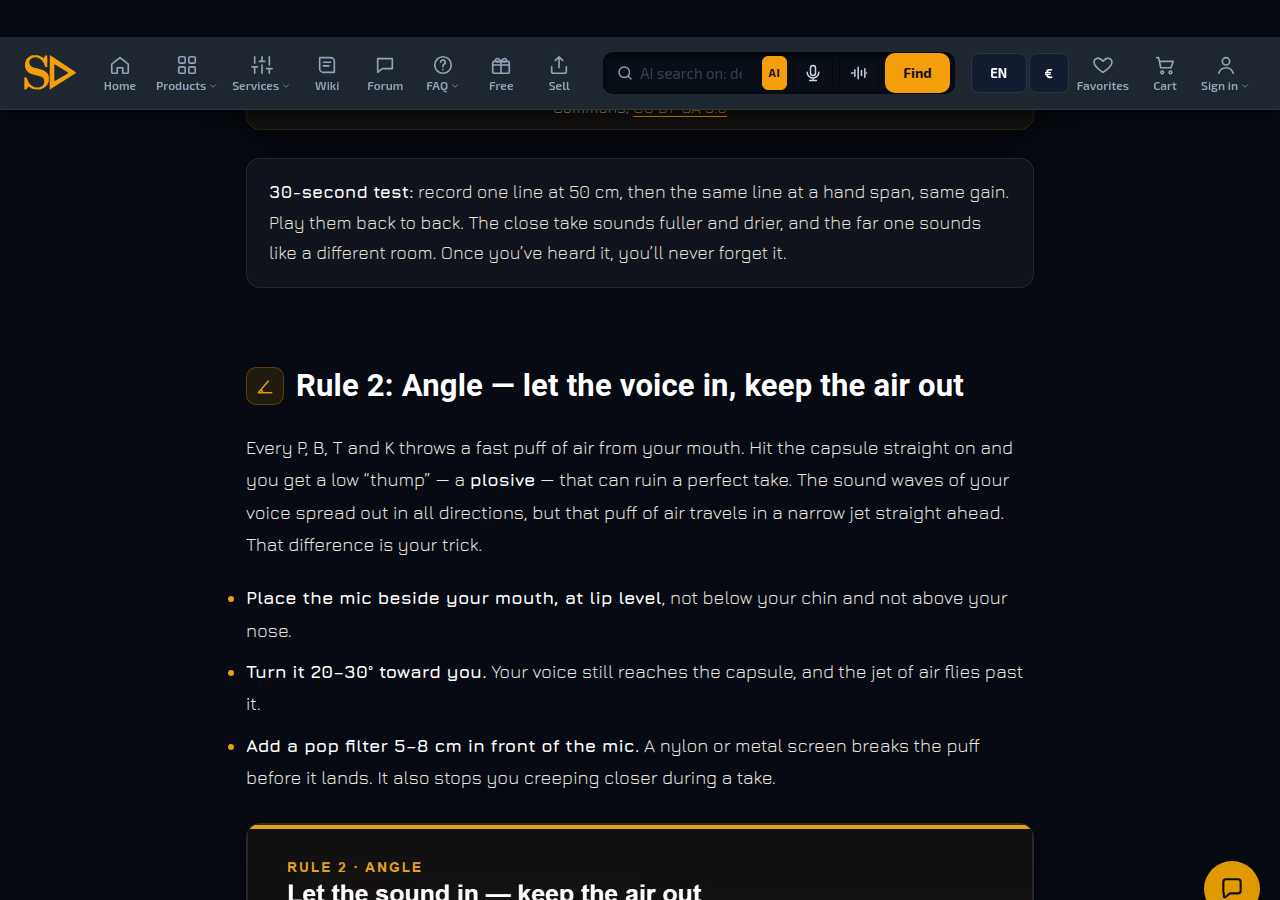 Home
Products
Services
Wiki
Forum
FAQ
Free
Sell
AI search on: de
AI
Find
EN
€
Favorites
Cart
Sign in
30-second test: record one line at 50 cm, then the same line at a hand span, same gain.
Play them back to back. The close take sounds fuller and drier, and the far one sounds
like a different room. Once you’ve heard it, you’ll never forget it.
Rule 2: Angle — let the voice in, keep the air out
Every P, B, T and K throws a fast puff of air from your mouth. Hit the capsule straight on and
you get a low “thump” — a plosive — that can ruin a perfect take. The sound waves of your
voice spread out in all directions, but that puff of air travels in a narrow jet straight ahead.
That difference is your trick.
Place the mic beside your mouth, at lip level, not below your chin and not above your
nose.
Turn it 20–30° toward you. Your voice still reaches the capsule, and the jet of air flies past
it.
Add a pop filter 5–8 cm in front of the mic. A nylon or metal screen breaks the puff
before it lands. It also stops you creeping closer during a take.
RULE 2 · ANGLE
Let the sound in — keep the air out